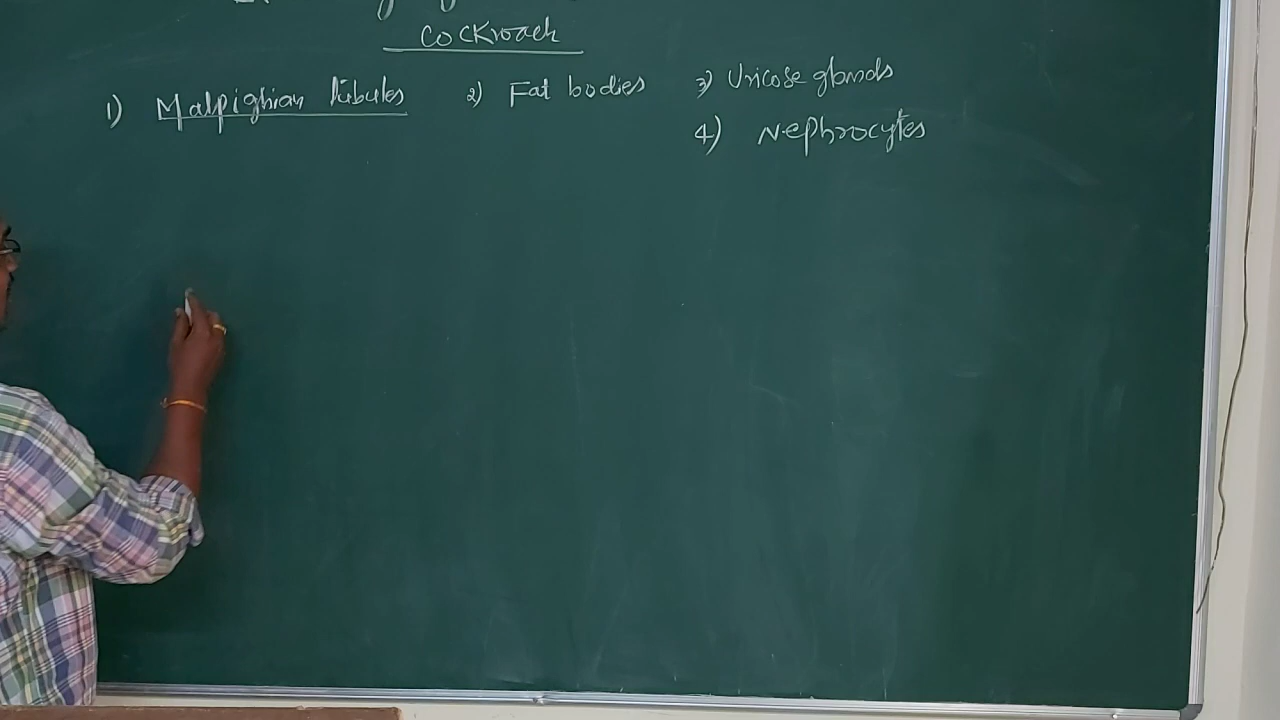 Cockroach
1) Malpighian tubules 2) Fat bodies 3) Uricose glands
4) Nephrocytes